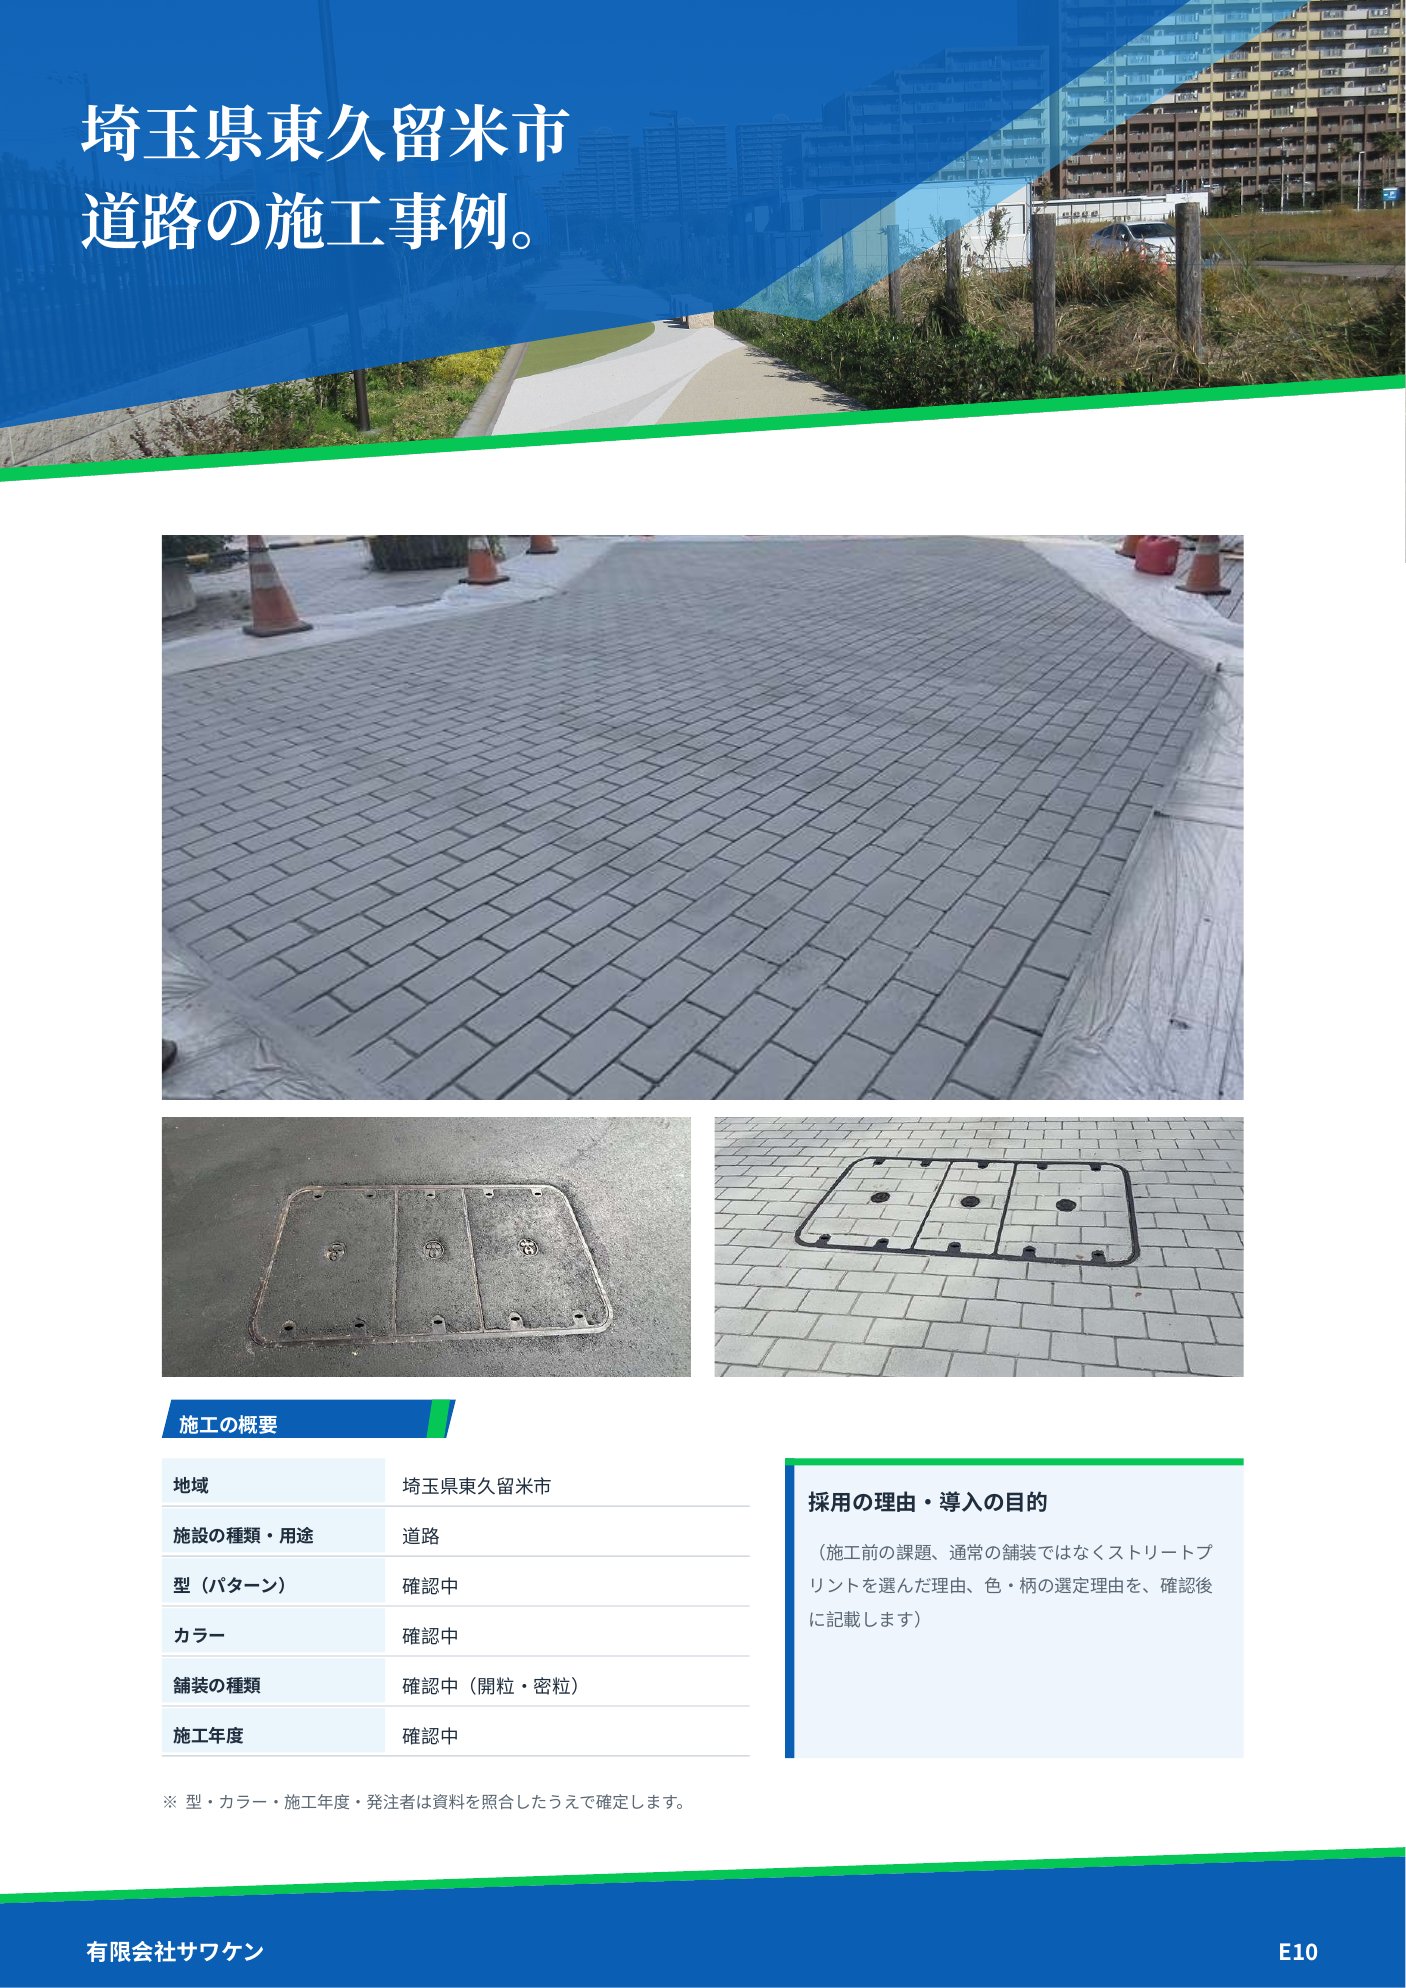 埼玉県東久留米市
道路の施工事例。
施工の概要
地域 埼玉県東久留米市
施設の種類・用途 道路
型（パターン） 確認中
カラー 確認中
舗装の種類 確認中（開粒・密粒）
施工年度 確認中
採用の理由・導入の目的
（施工前の課題、通常の舗装ではなくストリートプ
リントを選んだ理由、色・柄の選定理由を、確認後
に記載します）
※ 型・カラー・施工年度・発注者は資料を照合したうえで確定します。
有限会社サワケン
E10